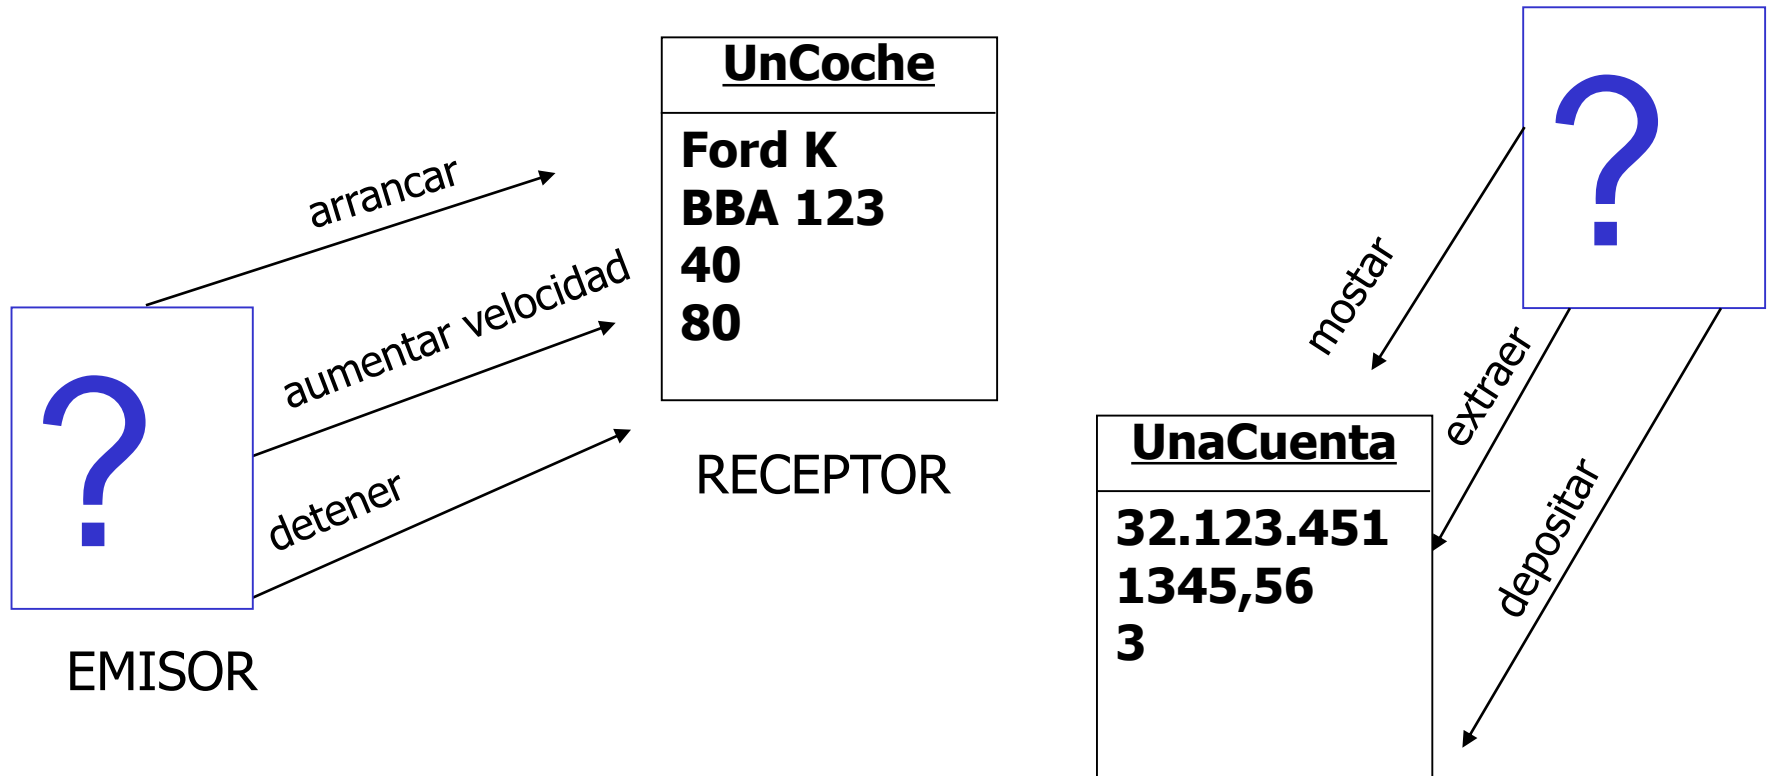 UnCoche
Ford K
BBA 123
40
80
arrancar
aumentar velocidad
detener
?
EMISOR
RECEPTOR
?
mostar
extraer
depositar
UnaCuenta
32.123.451
1345,56
3